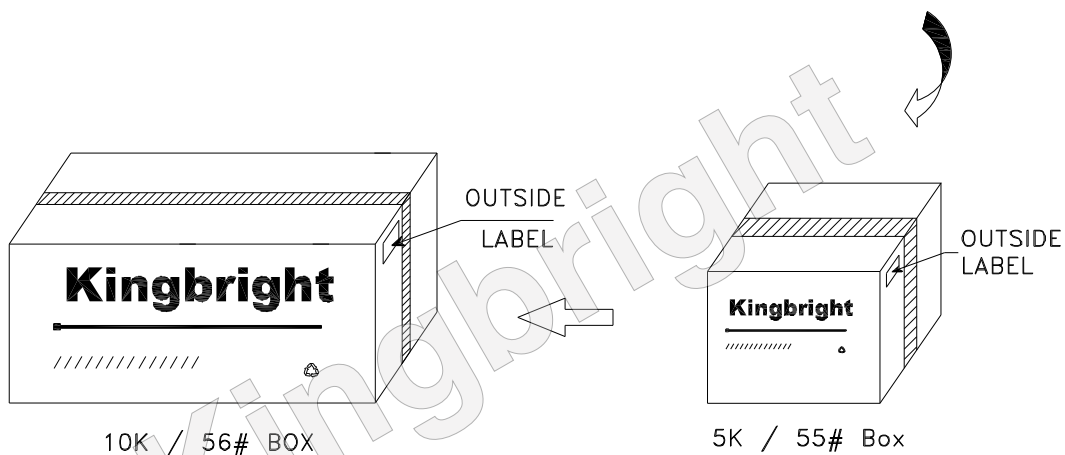 OUTSIDE
LABEL
Kingbright
10K / 56# BOX
OUTSIDE
LABEL
Kingbright
5K / 55# Box
Kingbright